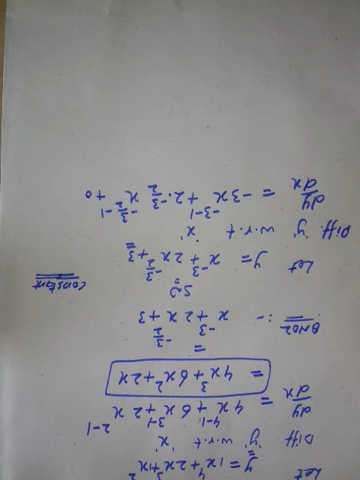 Let y = 1x⁴ + 2x³ + x²
Diff 'y' w.r.t 'x'
dy/dx = 4x⁴⁻¹ + 6x³⁻¹ + 2x²⁻¹
= 4x³ + 6x² + 2x
Q NO2 :- x⁻³ + 2x^(-3/2) + 3
Sol
Let y = x⁻³ + 2x^(-3/2) + 3 constant
Diff 'y' w.r.t 'x'
dy/dx = -3x⁻³⁻¹ + 2·-3/2 x^(-3/2-1) + 0